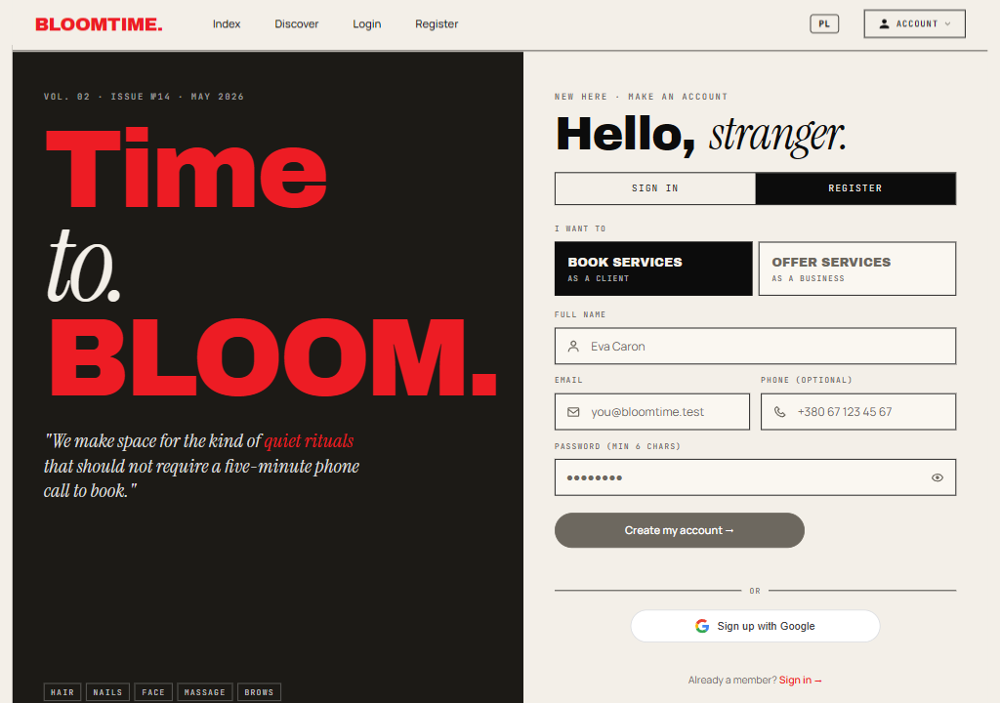 BLOOMTIME.
Index
Discover
Login
Register
PL
ACCOUNT
VOL. 02 · ISSUE №14 · MAY 2026
Time
to.
BLOOM.
"We make space for the kind of quiet rituals
that should not require a five-minute phone
call to book."
HAIR
NAILS
FACE
MASSAGE
BROWS
NEW HERE · MAKE AN ACCOUNT
Hello, stranger.
SIGN IN
REGISTER
I WANT TO
BOOK SERVICES
AS A CLIENT
OFFER SERVICES
AS A BUSINESS
FULL NAME
Eva Caron
EMAIL
you@bloomtime.test
PHONE (OPTIONAL)
+380 67 123 45 67
PASSWORD (MIN 6 CHARS)
●●●●●●●●
Create my account →
OR
Sign up with Google
Already a member? Sign in →